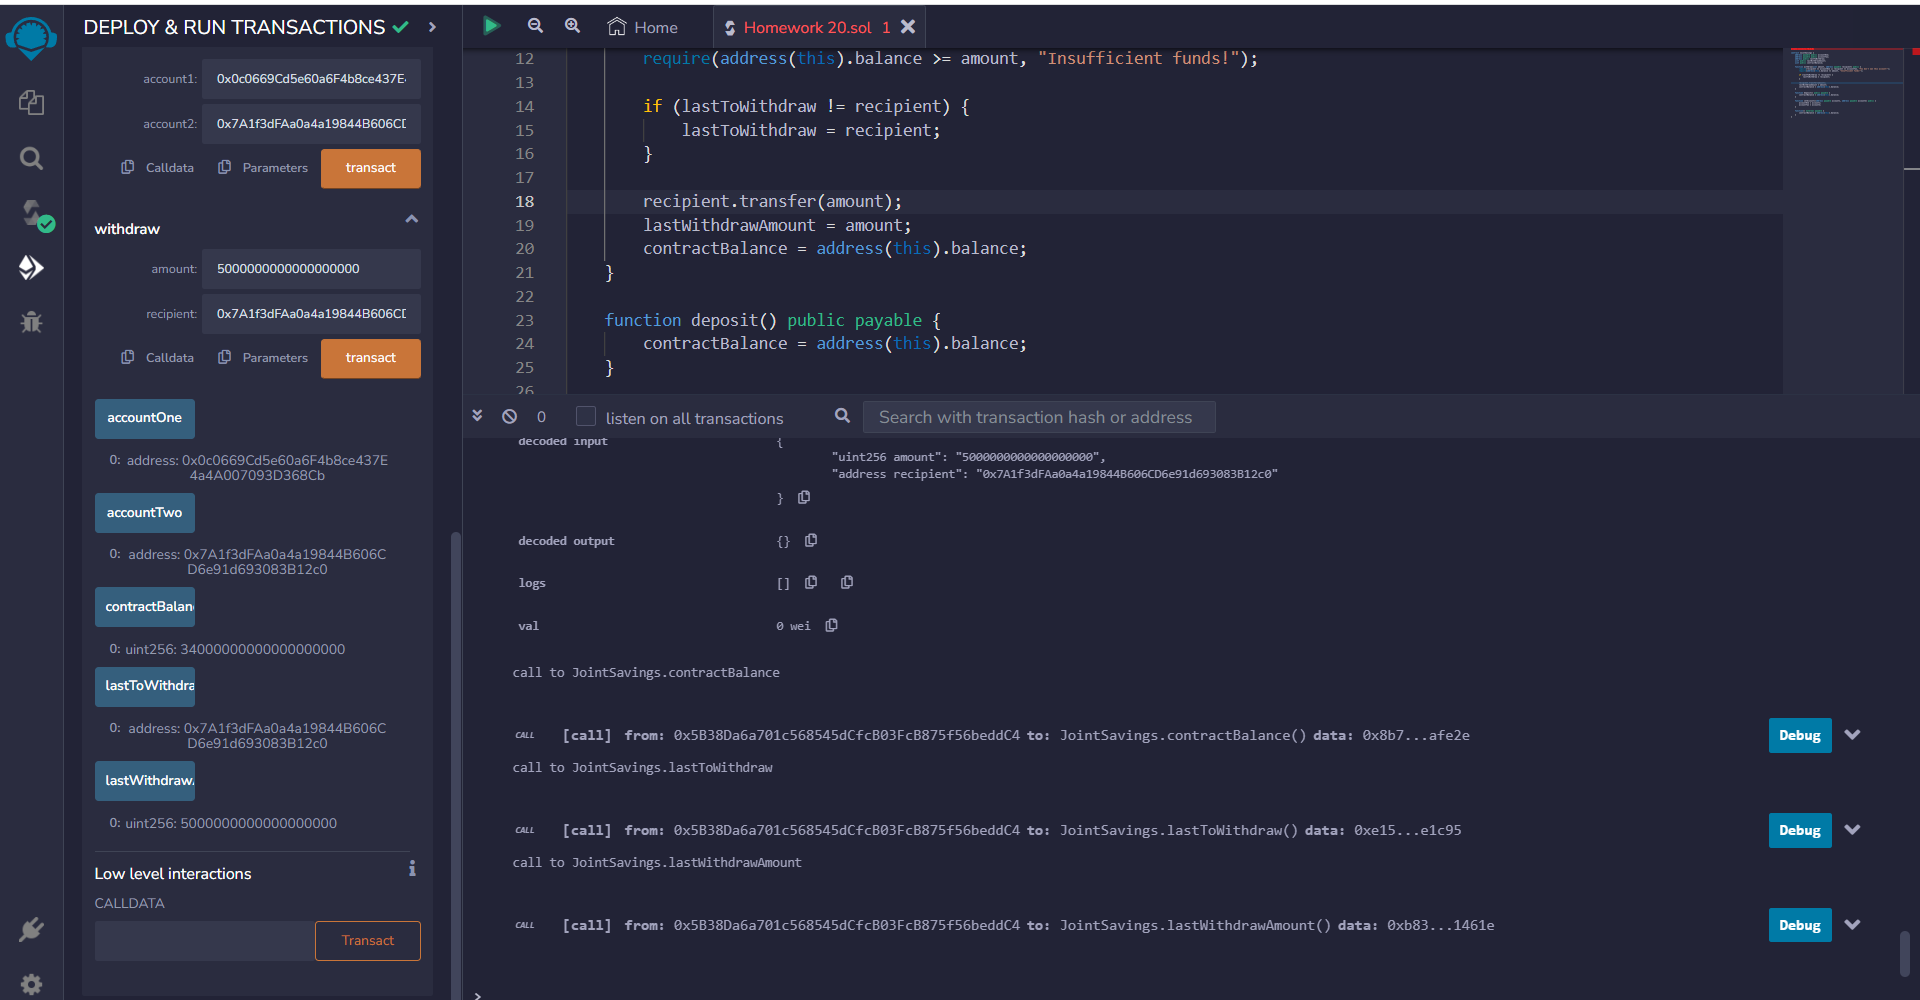 DEPLOY & RUN TRANSACTIONS
account1: 0x0c0669Cd5e60a6F4b8ce437E
account2: 0x7A1f3dFAa0a4a19844B606CD
Calldata Parameters transact
withdraw
amount: 5000000000000000000
recipient: 0x7A1f3dFAa0a4a19844B606CD
Calldata Parameters transact
accountOne
0: address: 0x0c0669Cd5e60a6F4b8ce437E
4a4A007093D368Cb
accountTwo
0: address: 0x7A1f3dFAa0a4a19844B606C
D6e91d693083B12c0
contractBalan
0: uint256: 34000000000000000000
lastToWithdra
0: address: 0x7A1f3dFAa0a4a19844B606C
D6e91d693083B12c0
lastWithdraw
0: uint256: 5000000000000000000
Low level interactions
CALLDATA
Transact
Home Homework 20.sol 1
12 require(address(this).balance >= amount, "Insufficient funds!");
13
14 if (lastToWithdraw != recipient) {
15 lastToWithdraw = recipient;
16 }
17
18 recipient.transfer(amount);
19 lastWithdrawAmount = amount;
20 contractBalance = address(this).balance;
21 }
22
23 function deposit() public payable {
24 contractBalance = address(this).balance;
25 }
26
0 listen on all transactions Search with transaction hash or address
decoded input {
"uint256 amount": "5000000000000000000",
"address recipient": "0x7A1f3dFAa0a4a19844B606CD6e91d693083B12c0"
}
decoded output {}
logs []
val 0 wei
call to JointSavings.contractBalance
CALL [call] from: 0x5B38Da6a701c568545dCfcB03FcB875f56beddC4 to: JointSavings.contractBalance() data: 0x8b7...afe2e Debug
call to JointSavings.lastToWithdraw
CALL [call] from: 0x5B38Da6a701c568545dCfcB03FcB875f56beddC4 to: JointSavings.lastToWithdraw() data: 0xe15...e1c95 Debug
call to JointSavings.lastWithdrawAmount
CALL [call] from: 0x5B38Da6a701c568545dCfcB03FcB875f56beddC4 to: JointSavings.lastWithdrawAmount() data: 0xb83...1461e Debug
>